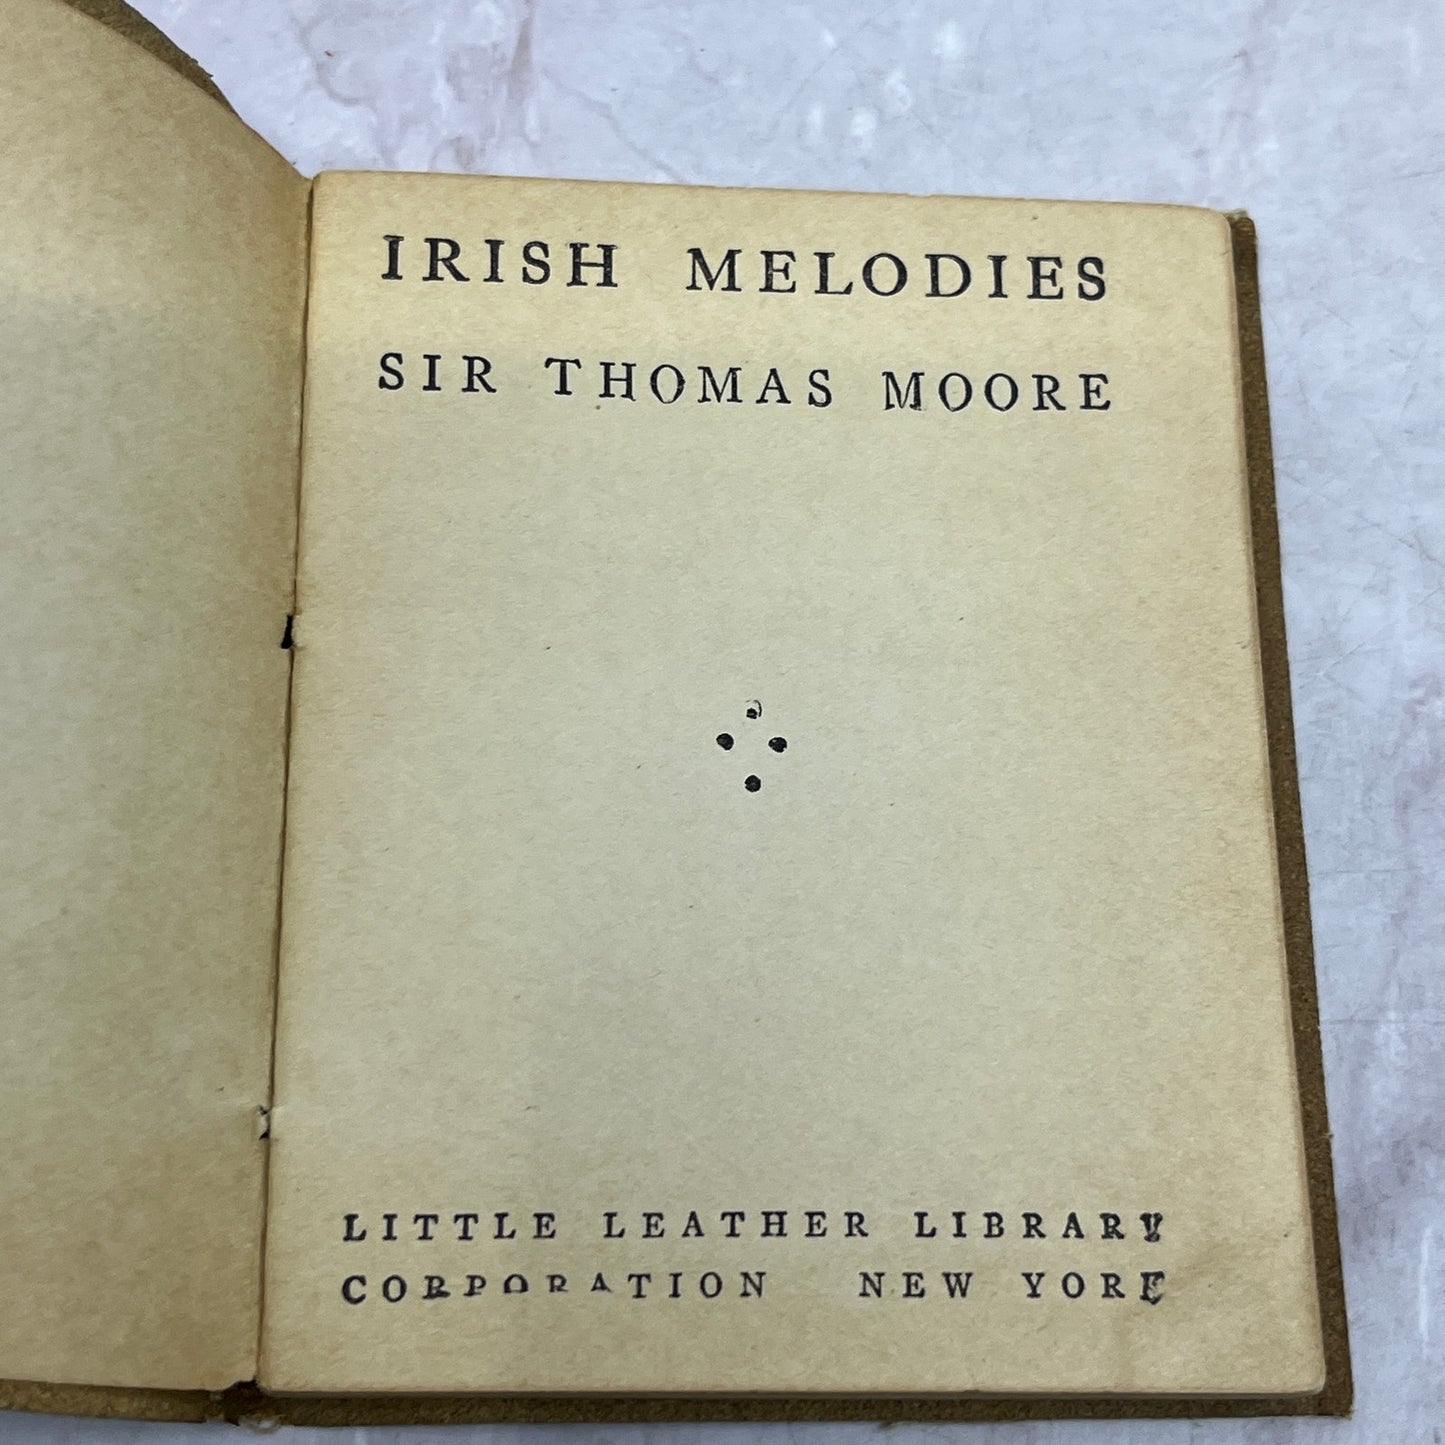 IRISH MELODIES
SIR THOMAS MOORE
LITTLE LEATHER LIBRARY
CORPORATION NEW YORK